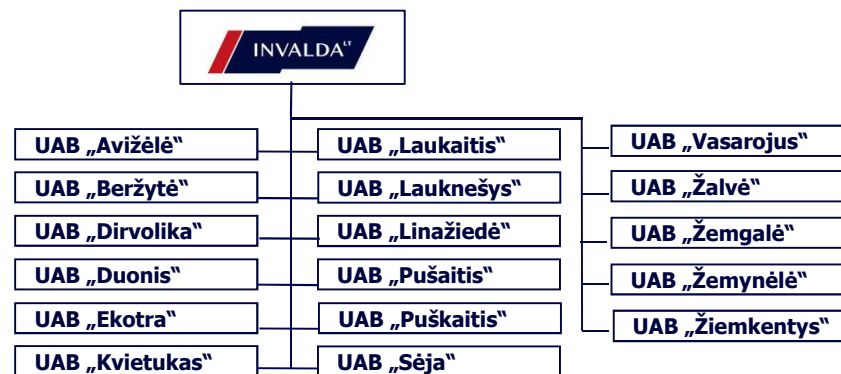 INVALDA LT
UAB „Avižėlė“
UAB „Beržytė“
UAB „Dirvolika“
UAB „Duonis“
UAB „Ekotra“
UAB „Kvietukas“
UAB „Laukaitis“
UAB „Lauknešys“
UAB „Linažiedė“
UAB „Pušaitis“
UAB „Puškaitis“
UAB „Sėja“
UAB „Vasarojus“
UAB „Žalvė“
UAB „Žemgalė“
UAB „Žemynėlė“
UAB „Žiemkentys“